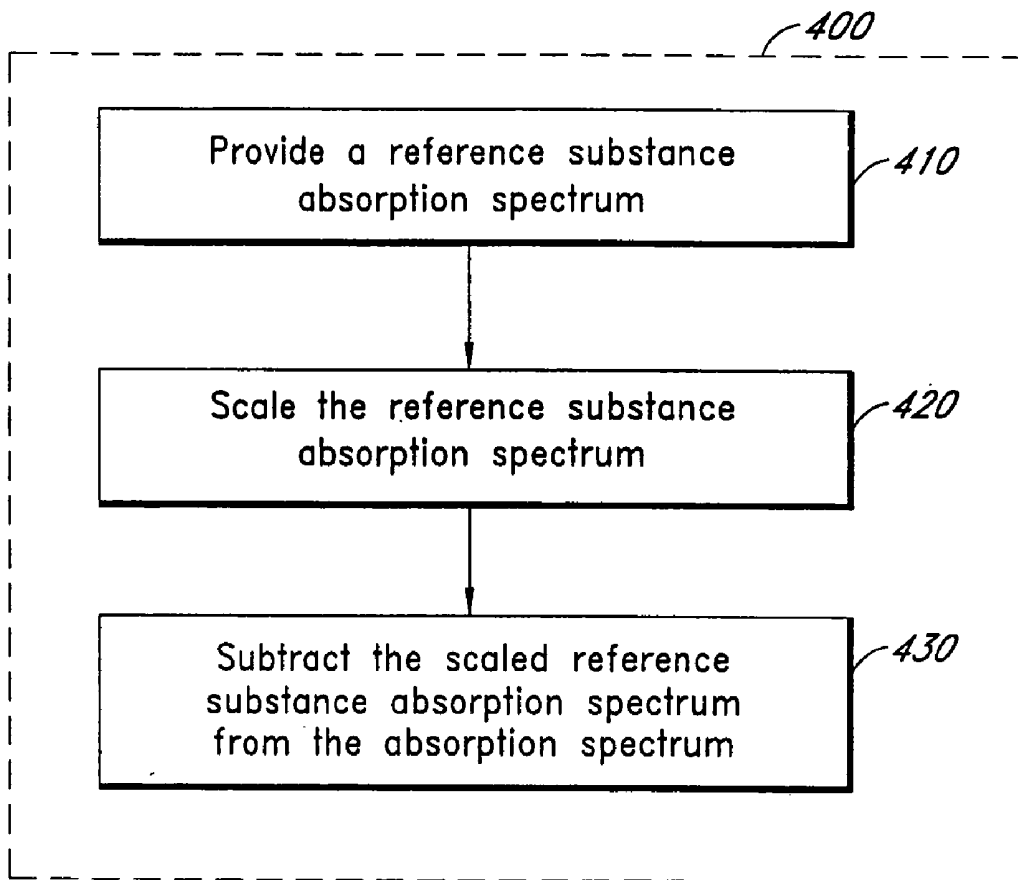 400
Provide a reference substance
absorption spectrum
410
Scale the reference substance
absorption spectrum
420
Subtract the scaled reference
substance absorption spectrum
from the absorption spectrum
430